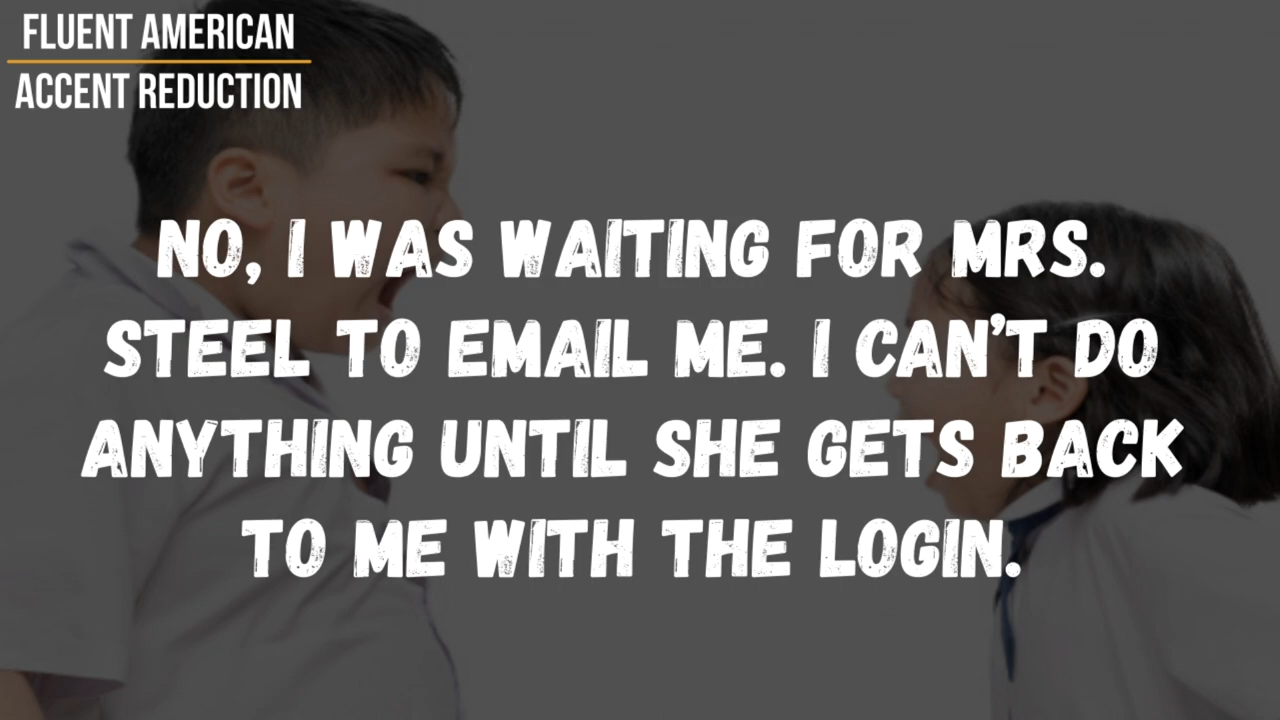 FLUENT AMERICAN
ACCENT REDUCTION
NO, I WAS WAITING FOR MRS.
STEEL TO EMAIL ME. I CAN'T DO
ANYTHING UNTIL SHE GETS BACK
TO ME WITH THE LOGIN.